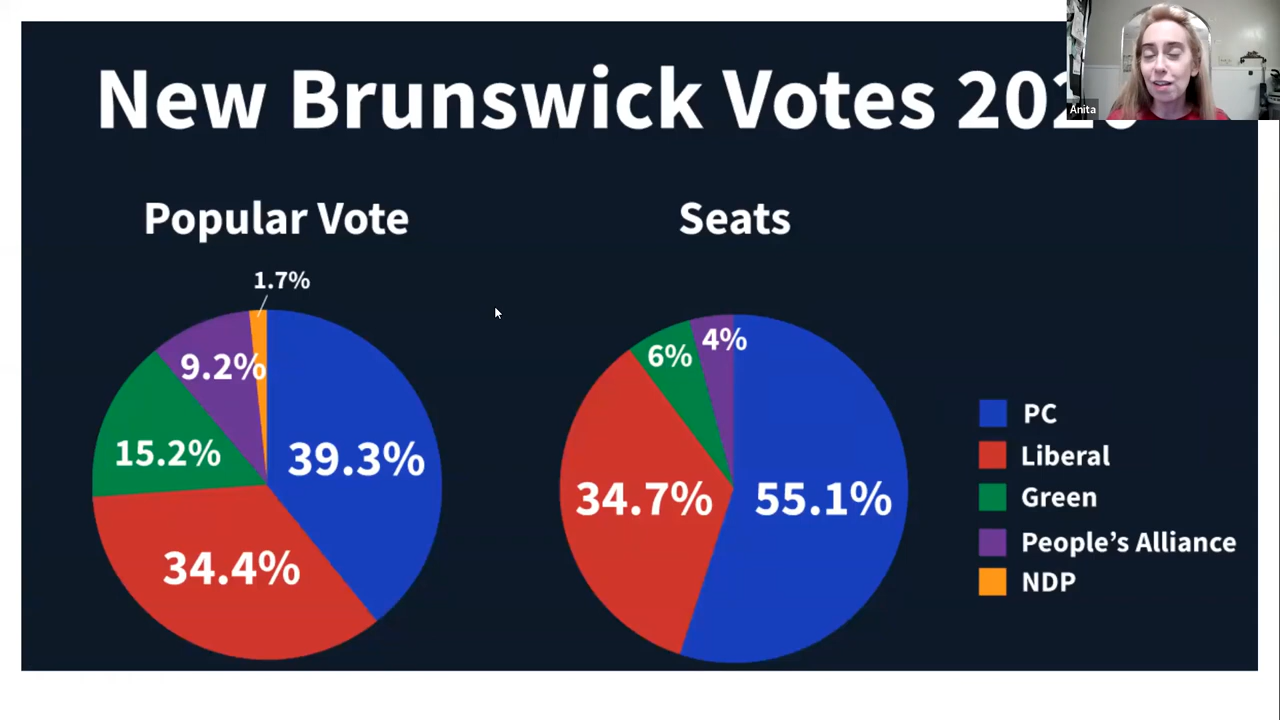 New Brunswick Votes 2020
Anita
Popular Vote
Seats
1.7%
9.2%
15.2%
39.3%
34.4%
4%
6%
34.7%
55.1%
PC
Liberal
Green
People’s Alliance
NDP